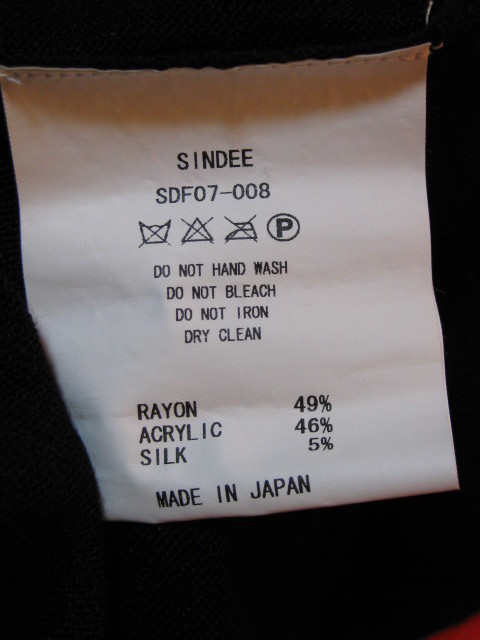 SINDEE
SDF07-008
P
DO NOT HAND WASH
DO NOT BLEACH
DO NOT IRON
DRY CLEAN
RAYON 49%
ACRYLIC 46%
SILK 5%
MADE IN JAPAN